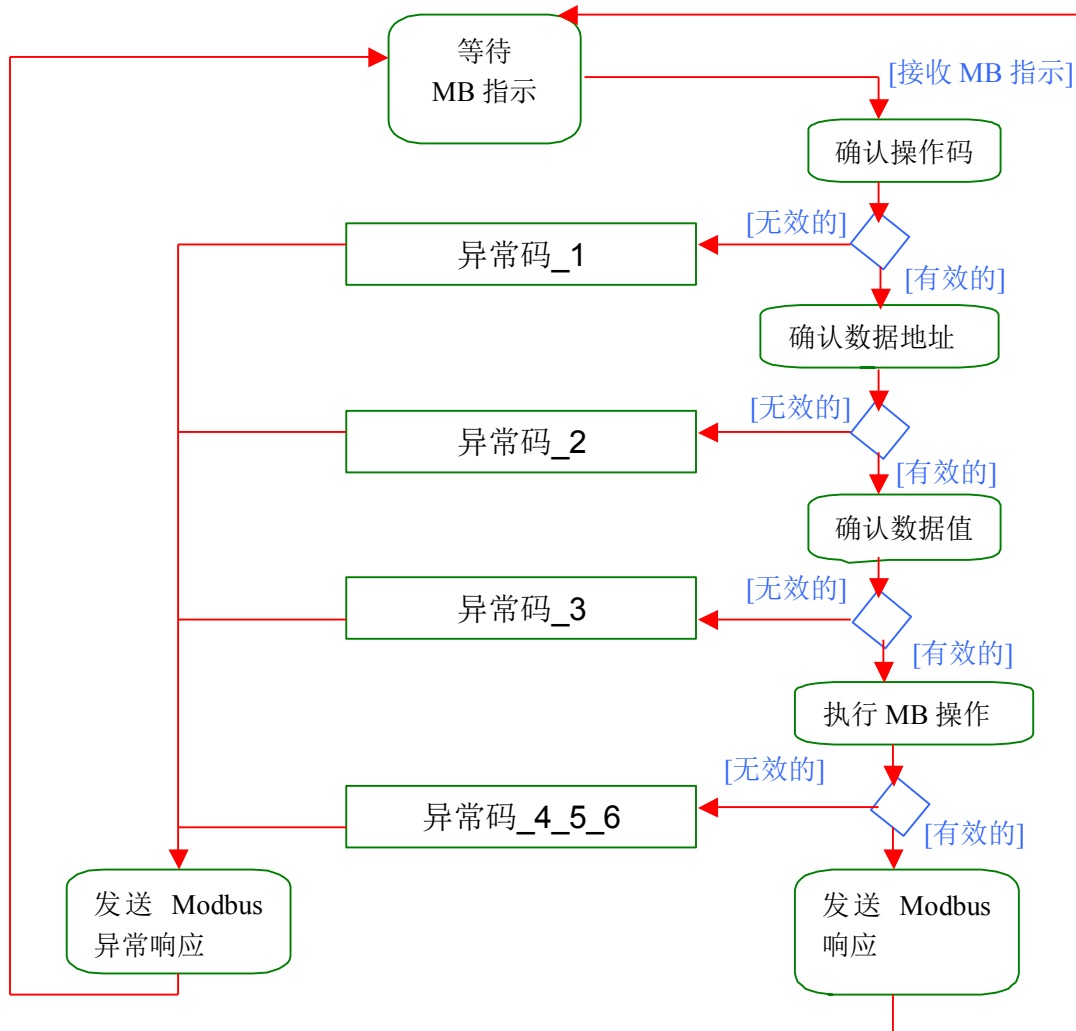 等待
MB 指示
[接收 MB 指示]
确认操作码
[无效的]
异常码_1
[有效的]
确认数据地址
[无效的]
异常码_2
[有效的]
确认数据值
[无效的]
异常码_3
[有效的]
执行 MB 操作
[无效的]
异常码_4_5_6
[有效的]
发送 Modbus
异常响应
发送 Modbus
响应